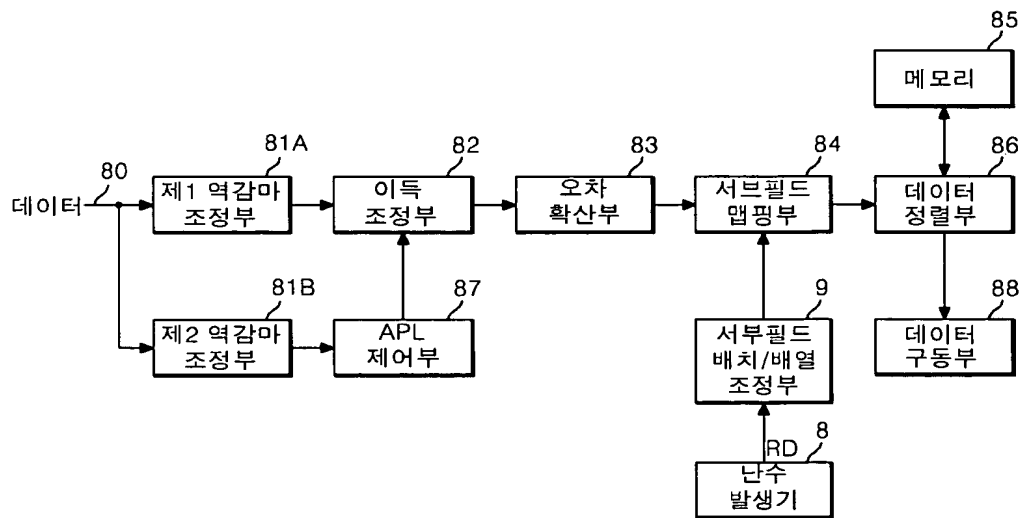 85
메모리
80
81A
82
83
84
86
데이터
제1 역감마
조정부
이득
조정부
오차
확산부
서브필드
맵핑부
데이터
정렬부
81B
87
9
88
제2 역감마
조정부
APL
제어부
서부필드
배치/배열
조정부
데이터
구동부
RD
8
난수
발생기